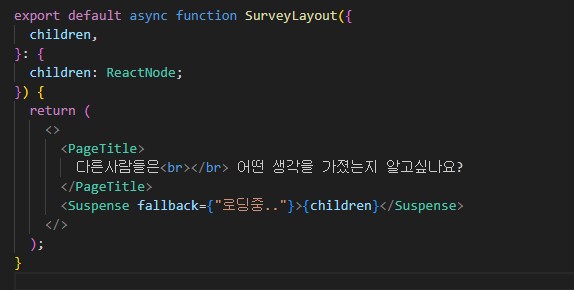 export default async function SurveyLayout({
children,
}: {
children: ReactNode;
}) {
return (
<>
<PageTitle>
다른사람들은<br></br> 어떤 생각을 가졌는지 알고싶나요?
</PageTitle>
<Suspense fallback={"로딩중.."}>{children}</Suspense>
</>
);
}